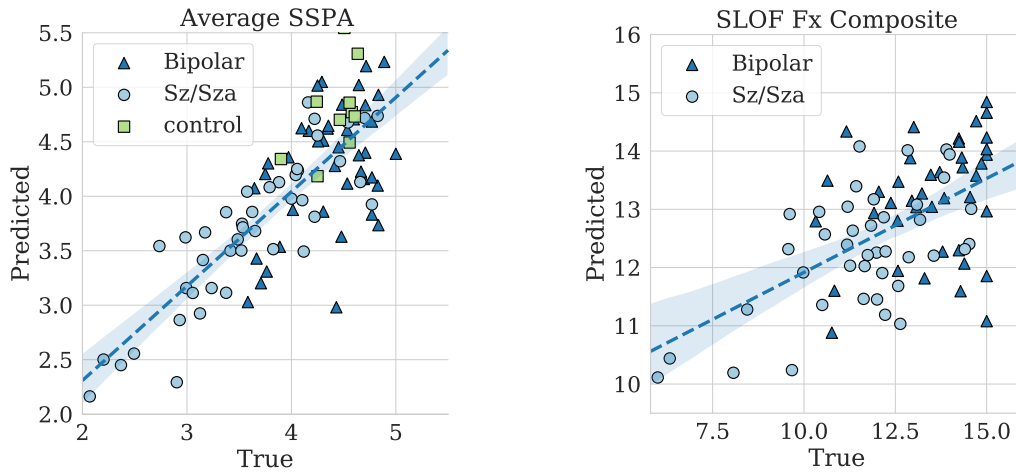 Average SSPA
5.5
5.0
4.5
4.0
3.5
3.0
2.5
2.0
Predicted
Bipolar
Sz/Sza
control
2
3
4
5
True
SLOF Fx Composite
16
15
14
13
12
11
10
Predicted
Bipolar
Sz/Sza
7.5
10.0
12.5
15.0
True